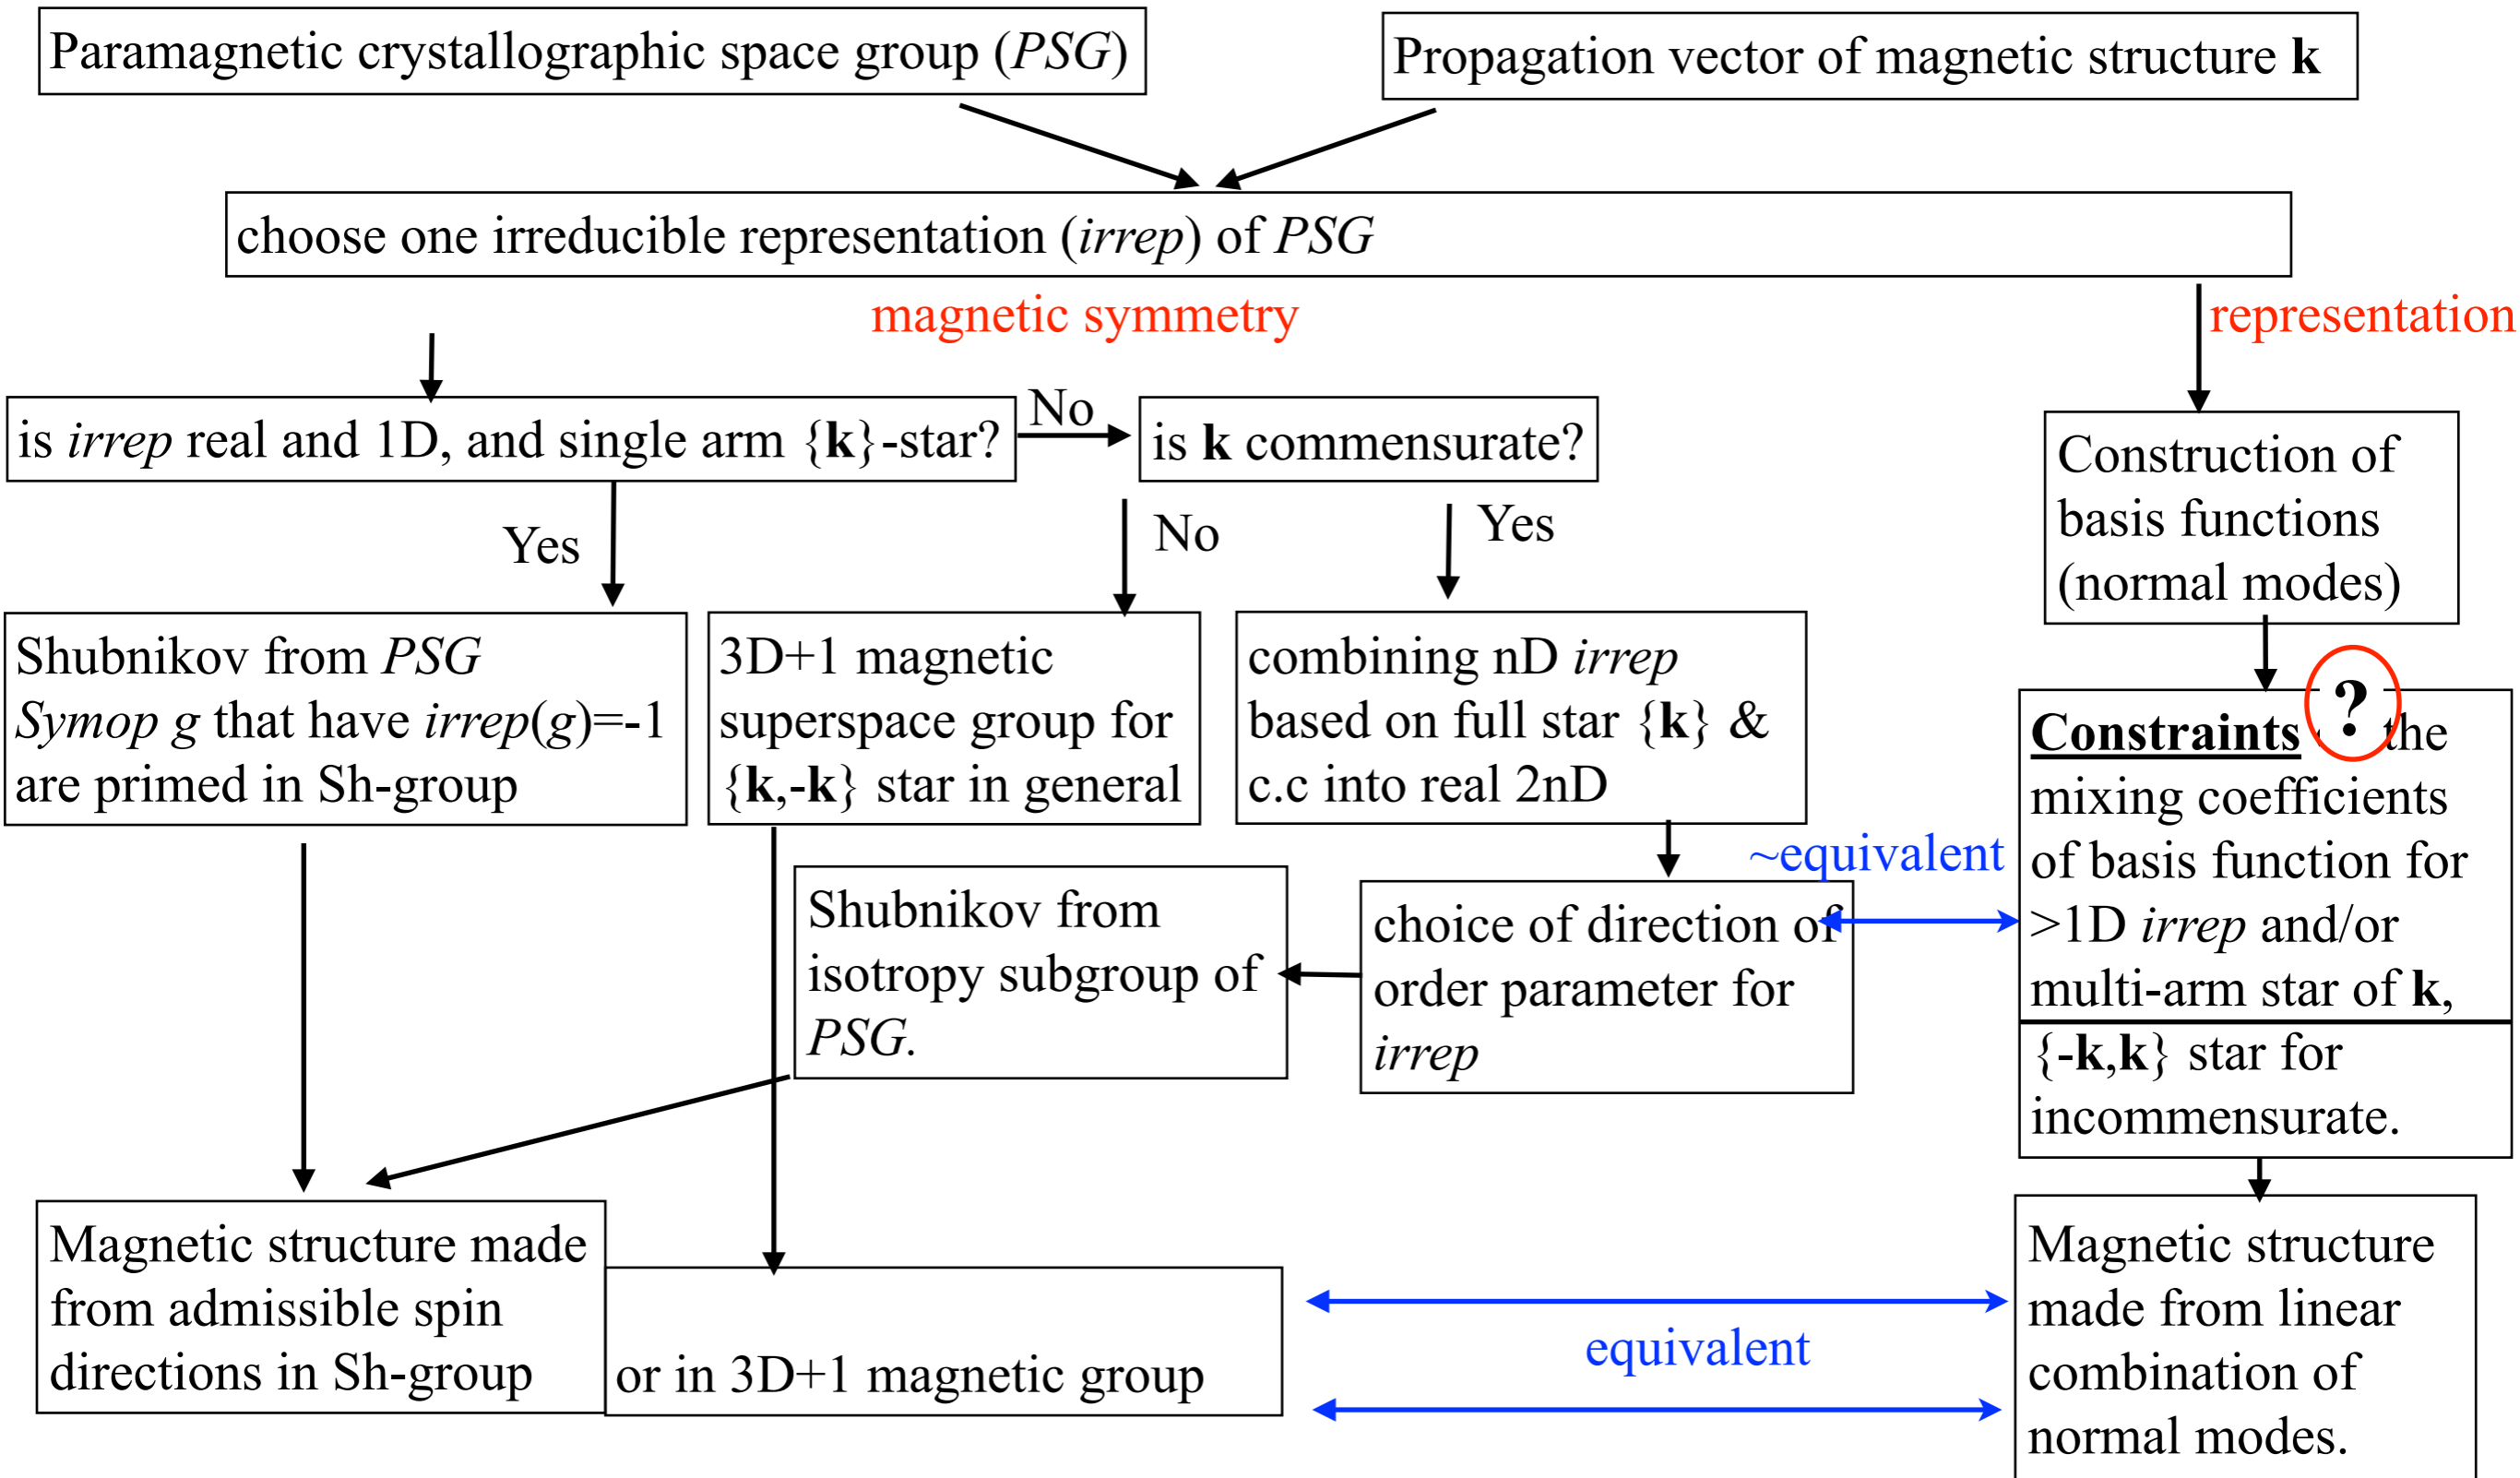 Paramagnetic crystallographic space group (PSG)
Propagation vector of magnetic structure k
choose one irreducible representation (irrep) of PSG
magnetic symmetry
representation
is irrep real and 1D, and single arm {k}-star?
No
is k commensurate?
Yes
No
Yes
Construction of
basis functions
(normal modes)
Shubnikov from PSG
Symop g that have irrep(g)=-1
are primed in Sh-group
3D+1 magnetic
superspace group for
{k,-k} star in general
combining nD irrep
based on full star {k} &
c.c into real 2nD
?
Constraints the
mixing coefficients
of basis function for
>1D irrep and/or
multi-arm star of k,
{-k,k} star for
incommensurate.
~equivalent
Shubnikov from
isotropy subgroup of
PSG.
choice of direction of
order parameter for
irrep
Magnetic structure made
from admissible spin
directions in Sh-group
or in 3D+1 magnetic group
equivalent
Magnetic structure
made from linear
combination of
normal modes.